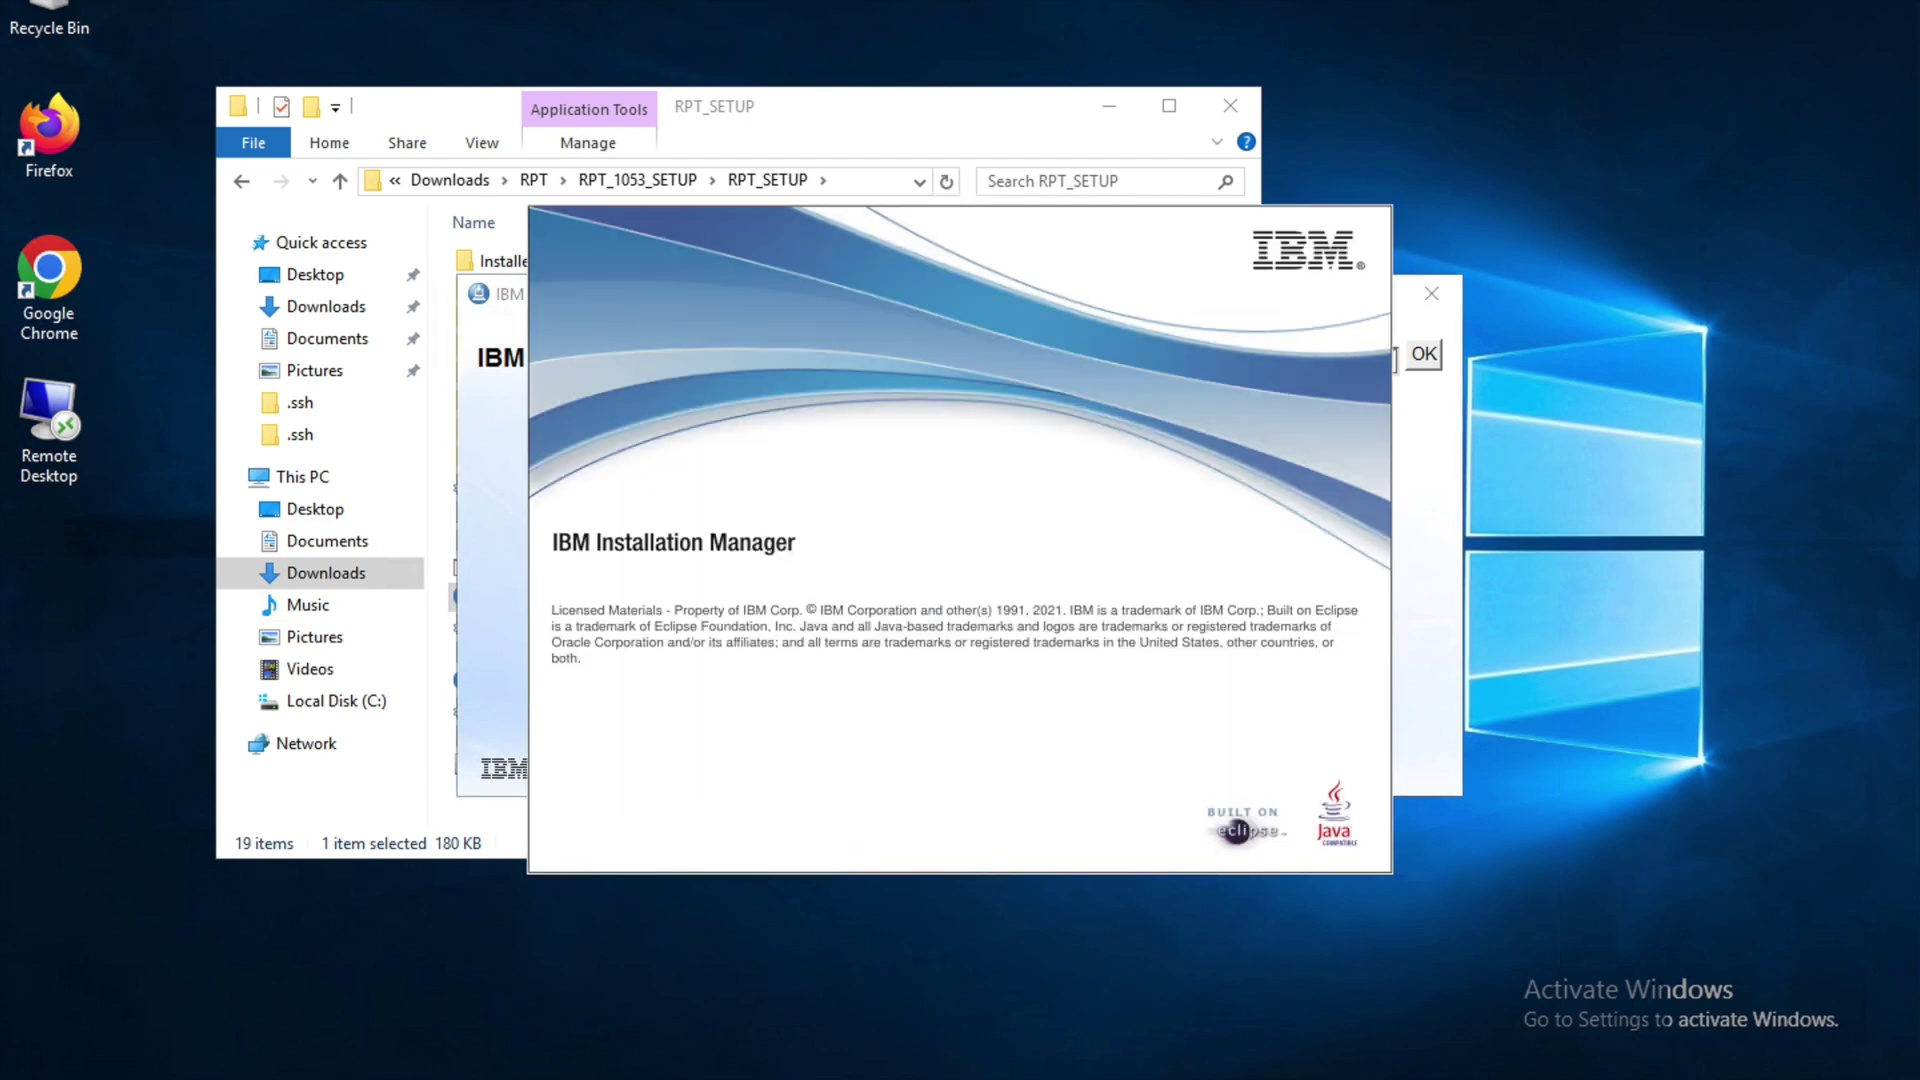 Recycle Bin
Firefox
Google
Chrome
Remote
Desktop
Application Tools
RPT_SETUP
File
Home
Share
View
Manage
« Downloads > RPT > RPT_1053_SETUP > RPT_SETUP >
Search RPT_SETUP
Quick access
Desktop
Downloads
Documents
Pictures
.ssh
.ssh
This PC
Desktop
Documents
Downloads
Music
Pictures
Videos
Local Disk (C:)
Network
19 items
1 item selected 180 KB
Name
IBM
IBM
OK
IBM
IBM®
IBM Installation Manager
Licensed Materials - Property of IBM Corp. © IBM Corporation and other(s) 1991, 2021. IBM is a trademark of IBM Corp.; Built on Eclipse
is a trademark of Eclipse Foundation, Inc. Java and all Java-based trademarks and logos are trademarks or registered trademarks of
Oracle Corporation and/or its affiliates; and all terms are trademarks or registered trademarks in the United States, other countries, or
both.
BUILT ON
eclipse™
Java
COMPATIBLE
Activate Windows
Go to Settings to activate Windows.